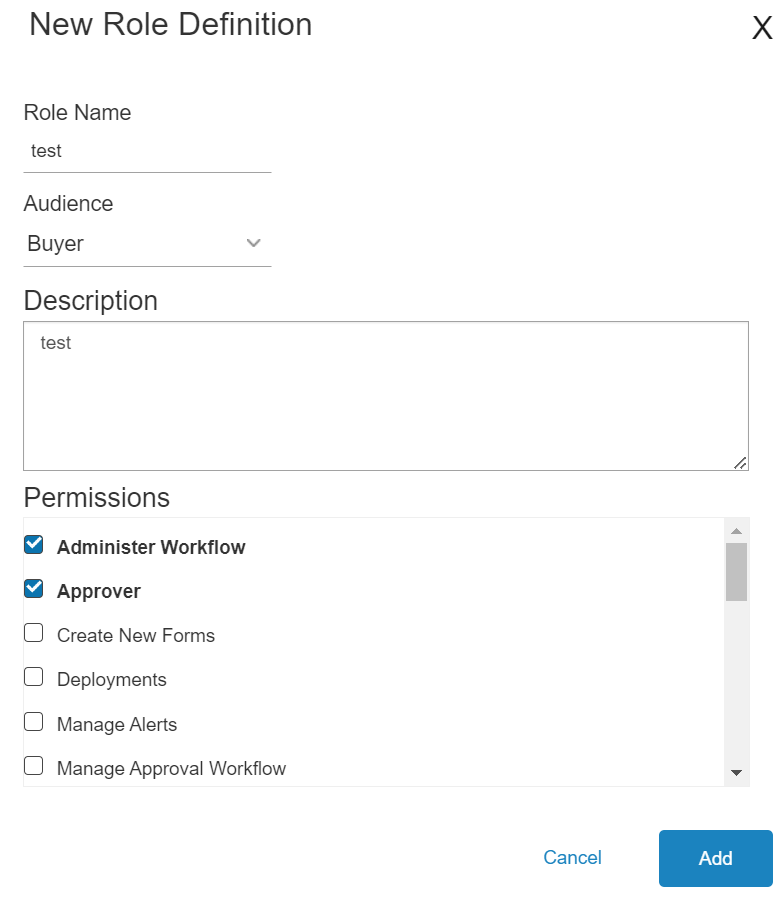 New Role Definition
X
Role Name
test
Audience
Buyer
Description
test
Permissions
Administer Workflow
Approver
Create New Forms
Deployments
Manage Alerts
Manage Approval Workflow
Cancel
Add